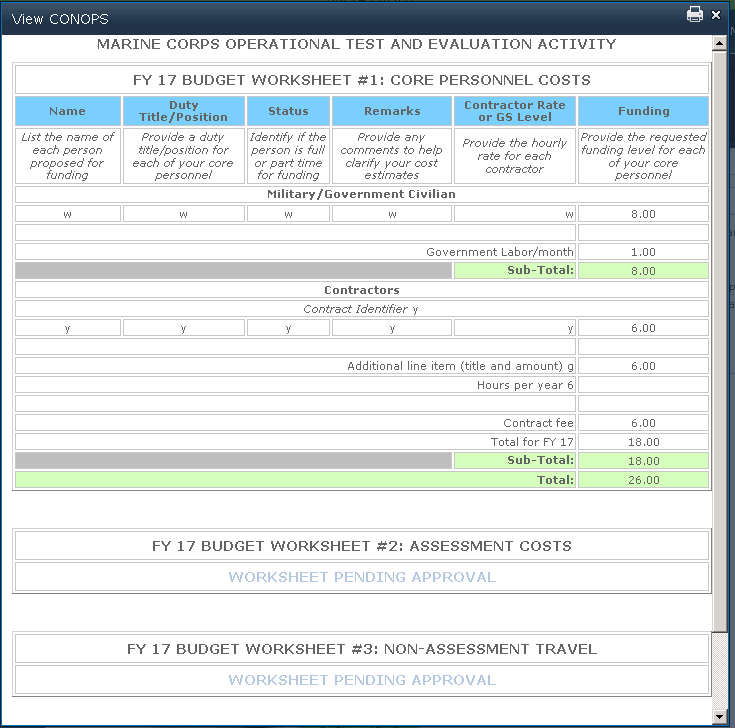 View CONOPS
MARINE CORPS OPERATIONAL TEST AND EVALUATION ACTIVITY
FY 17 BUDGET WORKSHEET #1: CORE PERSONNEL COSTS
Name
Duty
Title/Position
Status
Remarks
Contractor Rate
or GS Level
Funding
List the name of
each person
proposed for
funding
Provide a duty
title/position for
each of your core
personnel
Identify if the
person is full
or part time
for funding
Provide any
comments to help
clarify your cost
estimates
Provide the hourly
rate for each
contractor
Provide the requested
funding level for each
of your core
personnel
Military/Government Civilian
w w w w w 8.00
Government Labor/month 1.00
Sub-Total: 8.00
Contractors
Contract Identifier y
y y y y y 6.00
Additional line item (title and amount) g 6.00
Hours per year 6
Contract fee 6.00
Total for FY 17 18.00
Sub-Total: 18.00
Total: 26.00
FY 17 BUDGET WORKSHEET #2: ASSESSMENT COSTS
WORKSHEET PENDING APPROVAL
FY 17 BUDGET WORKSHEET #3: NON-ASSESSMENT TRAVEL
WORKSHEET PENDING APPROVAL